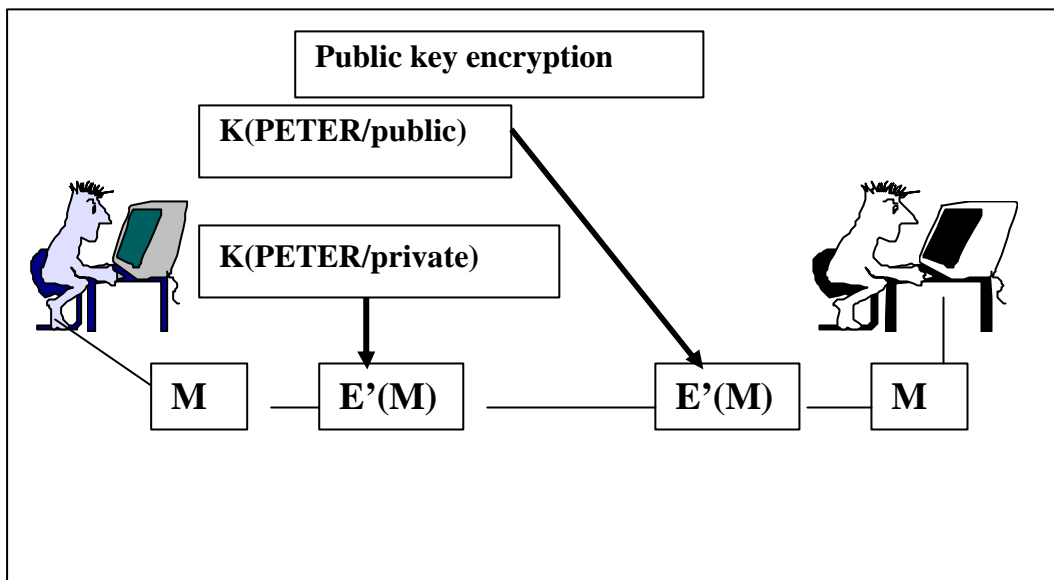 Public key encryption
K(PETER/public)
K(PETER/private)
M
E’(M)
E’(M)
M